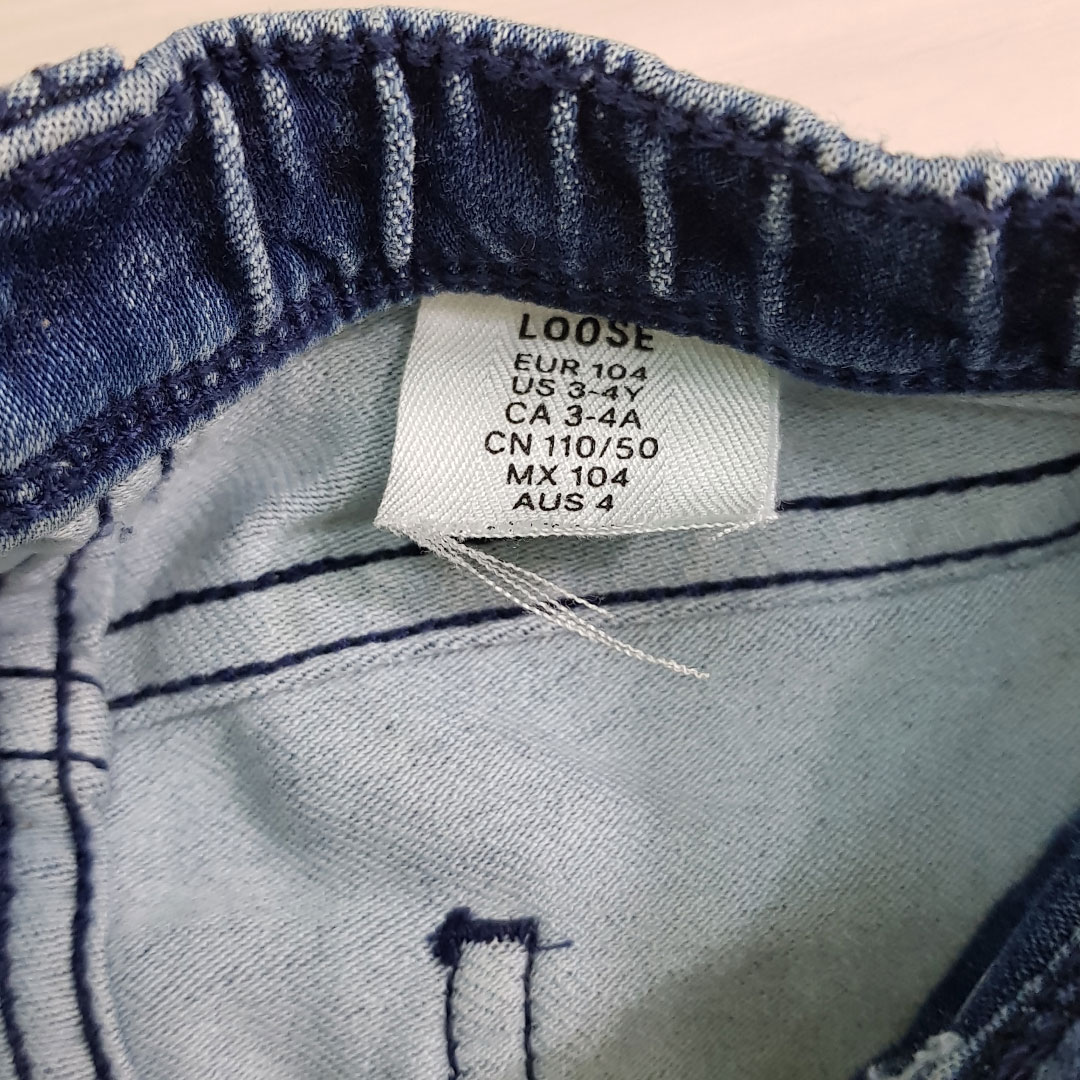 LOOSE
EUR 104
US 3-4Y
CA 3-4A
CN 110/50
MX 104
AUS 4